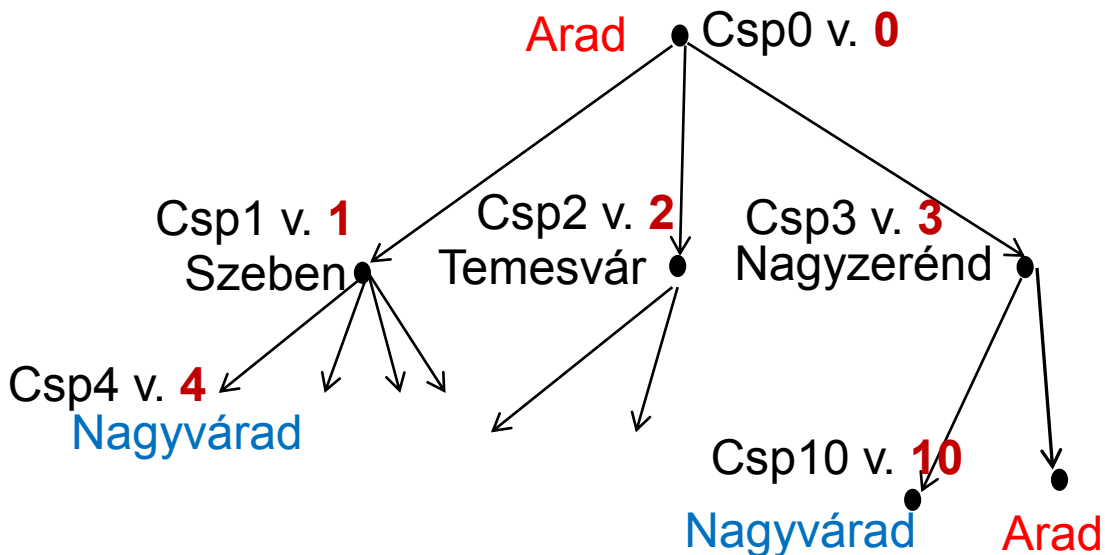 Arad Csp0 v. 0
Csp1 v. 1
Szeben
Csp2 v. 2
Temesvár
Csp3 v. 3
Nagyzerénd
Csp4 v. 4
Nagyvárad
Csp10 v. 10
Nagyvárad
Arad